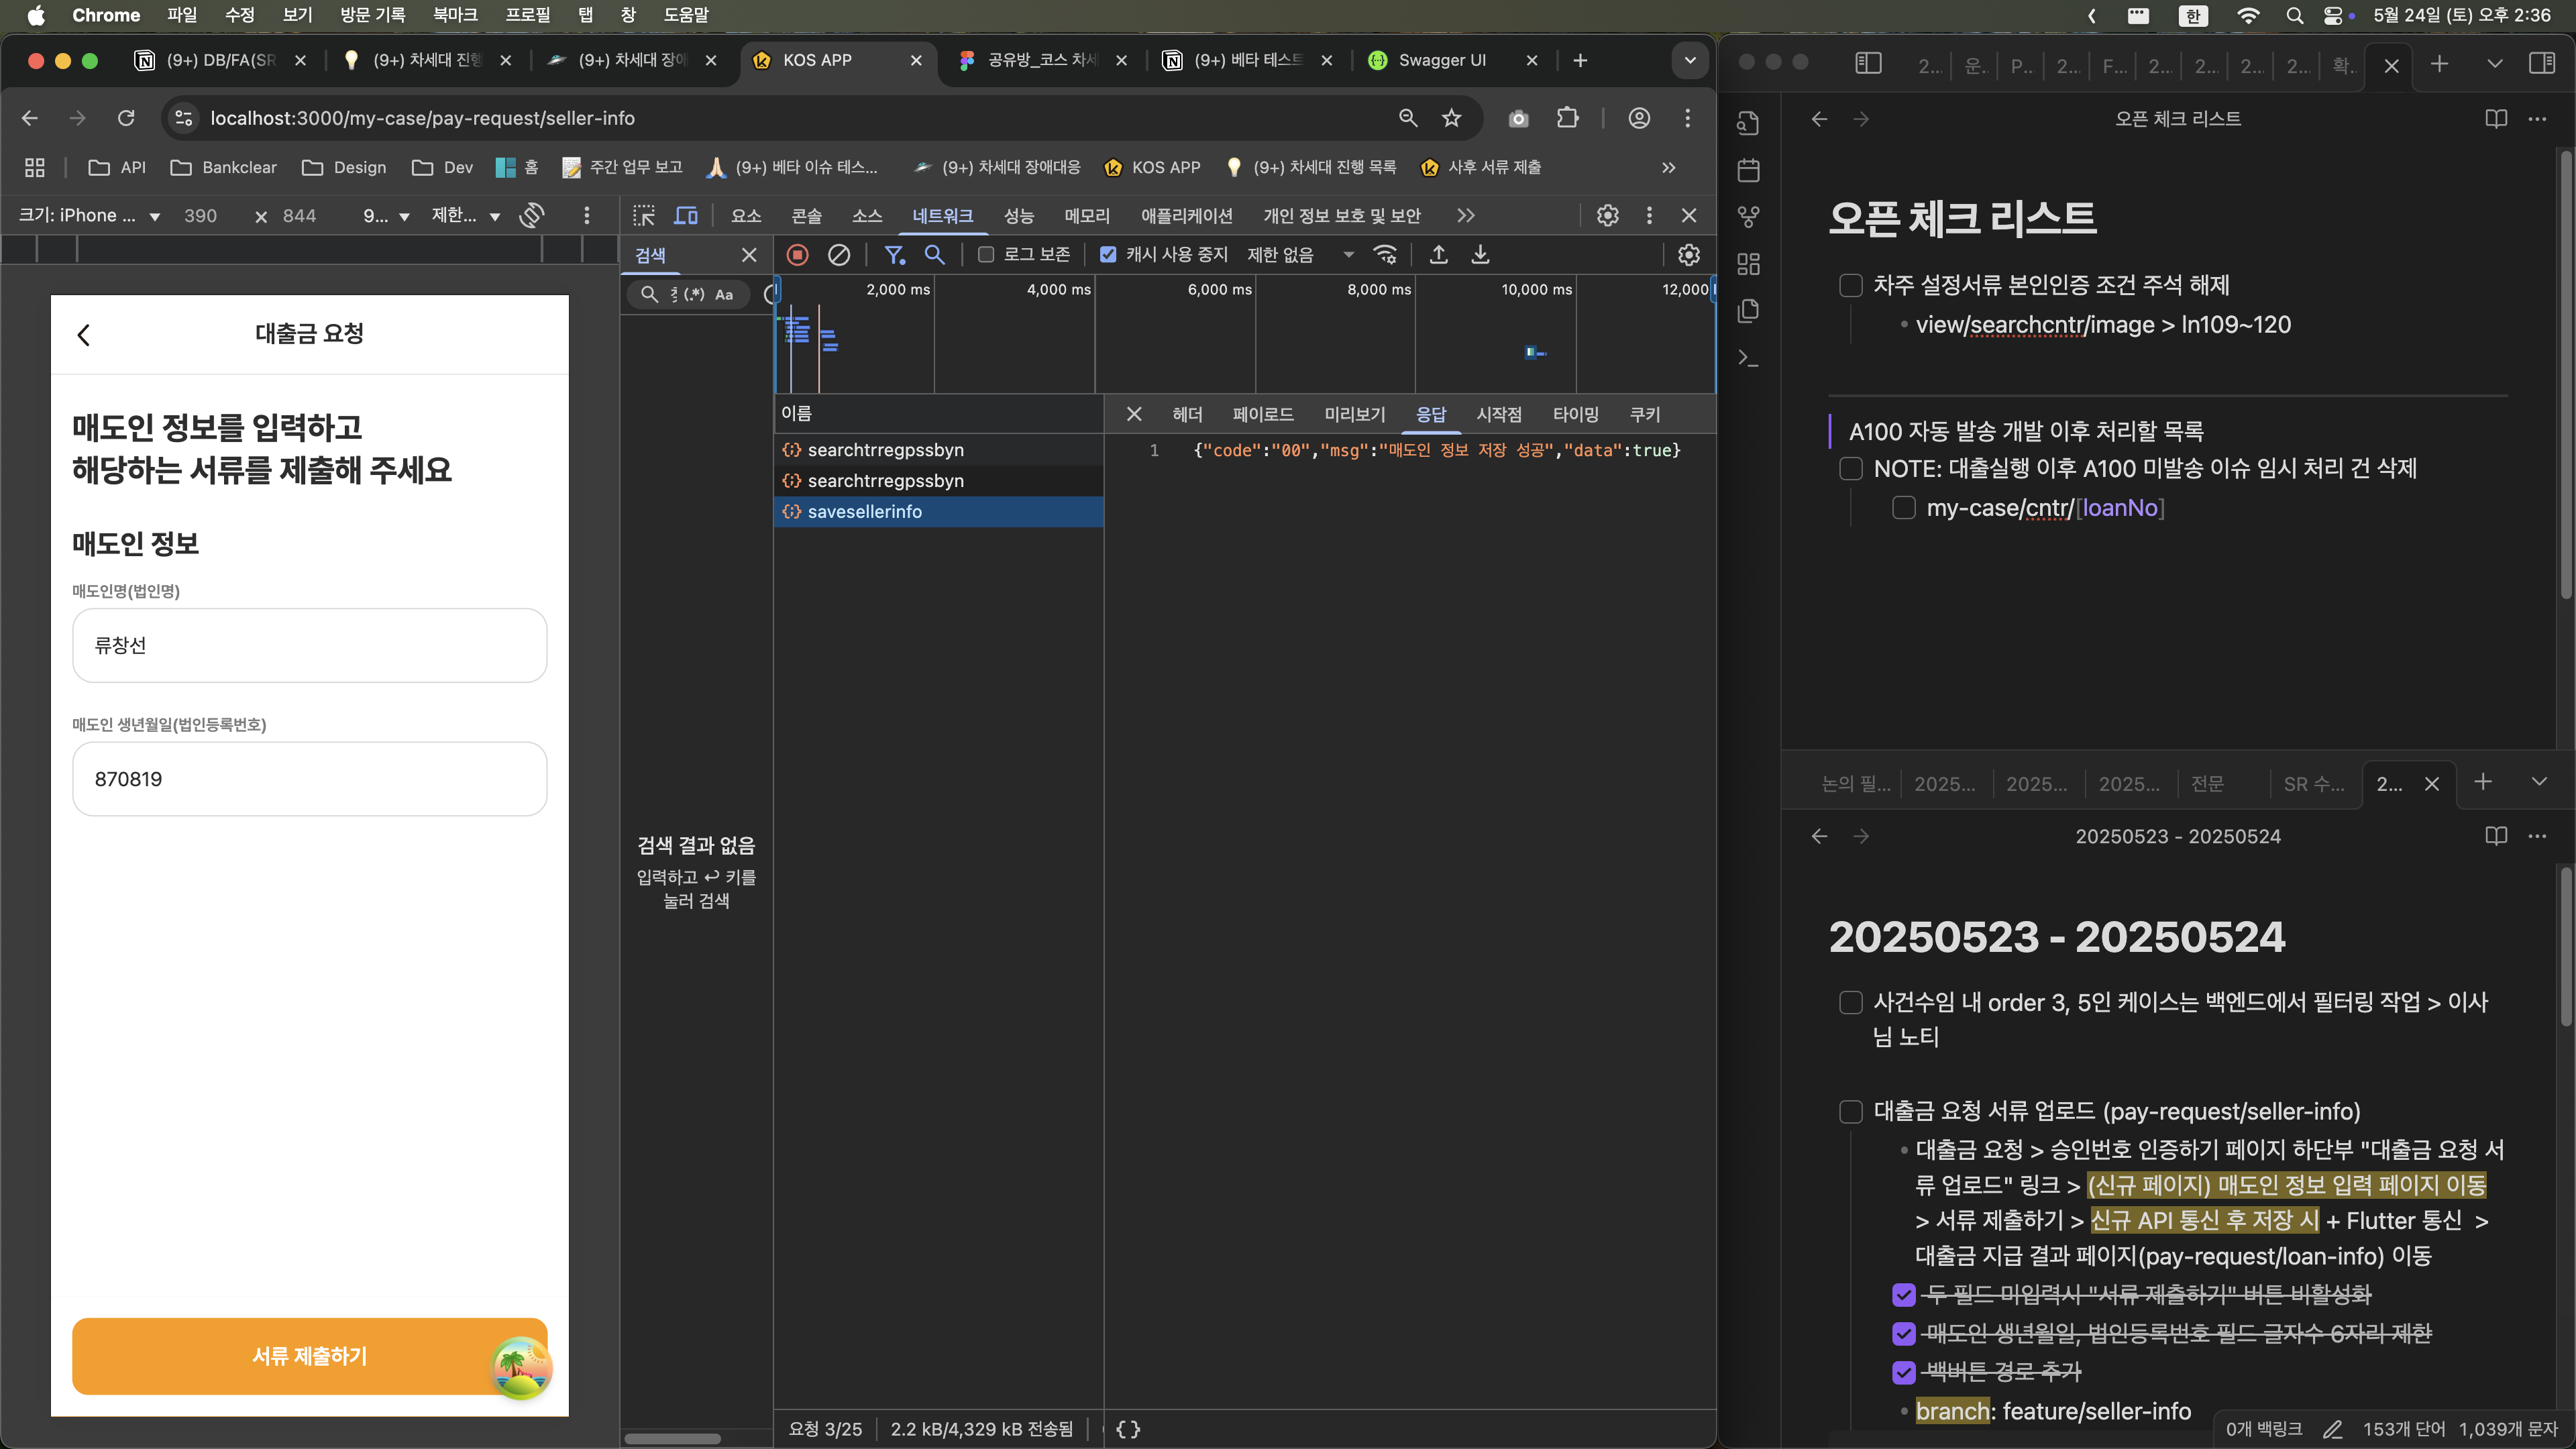 Chrome 파일 수정 보기 방문 기록 북마크 프로필 탭 창 도움말
한 5월 24일 (토) 오후 2:36
(9+) DB/FA(SR
(9+) 차세대 진행
(9+) 차세대 장애
KOS APP
공유방_코스 차세
(9+) 베타 테스트
Swagger UI
localhost:3000/my-case/pay-request/seller-info
API Bankclear Design Dev 홈 주간 업무 보고 (9+) 베타 이슈 테스... (9+) 차세대 장애대응 KOS APP (9+) 차세대 진행 목록 사후 서류 제출
크기: iPhone ... 390 × 844 9... 제한...
요소 콘솔 소스 네트워크 성능 메모리 애플리케이션 개인 정보 보호 및 보안
검색
로그 보존 캐시 사용 중지 제한 없음
(.*) Aa
2,000 ms 4,000 ms 6,000 ms 8,000 ms 10,000 ms 12,000
이름
헤더 페이로드 미리보기 응답 시작점 타이밍 쿠키
searchtrregpssbyn
searchtrregpssbyn
savesellerinfo
1 {"code":"00","msg":"매도인 정보 저장 성공","data":true}
검색 결과 없음
입력하고 ↩ 키를
눌러 검색
요청 3/25 2.2 kB/4,329 kB 전송됨 { }
대출금 요청
매도인 정보를 입력하고
해당하는 서류를 제출해 주세요
매도인 정보
매도인명(법인명)
류창선
매도인 생년월일(법인등록번호)
870819
서류 제출하기
2... 운... P... 2... F... 2... 2... 2... 2... 확...
오픈 체크 리스트
오픈 체크 리스트
차주 설정서류 본인인증 조건 주석 해제
view/searchcntr/image > ln109~120
A100 자동 발송 개발 이후 처리할 목록
NOTE: 대출실행 이후 A100 미발송 이슈 임시 처리 건 삭제
my-case/cntr/[loanNo]
논의 필... 2025... 2025... 2025... 전문 SR 수... 2...
20250523 - 20250524
20250523 - 20250524
사건수임 내 order 3, 5인 케이스는 백엔드에서 필터링 작업 > 이사
님 노티
대출금 요청 서류 업로드 (pay-request/seller-info)
대출금 요청 > 승인번호 인증하기 페이지 하단부 "대출금 요청 서
류 업로드" 링크 > (신규 페이지) 매도인 정보 입력 페이지 이동
> 서류 제출하기 > 신규 API 통신 후 저장 시 + Flutter 통신 >
대출금 지급 결과 페이지(pay-request/loan-info) 이동
두 필드 미입력시 "서류 제출하기" 버튼 비활성화
매도인 생년월일, 법인등록번호 필드 글자수 6자리 제한
백버튼 경로 추가
branch: feature/seller-info
0개 백링크 153개 단어 1,039개 문자